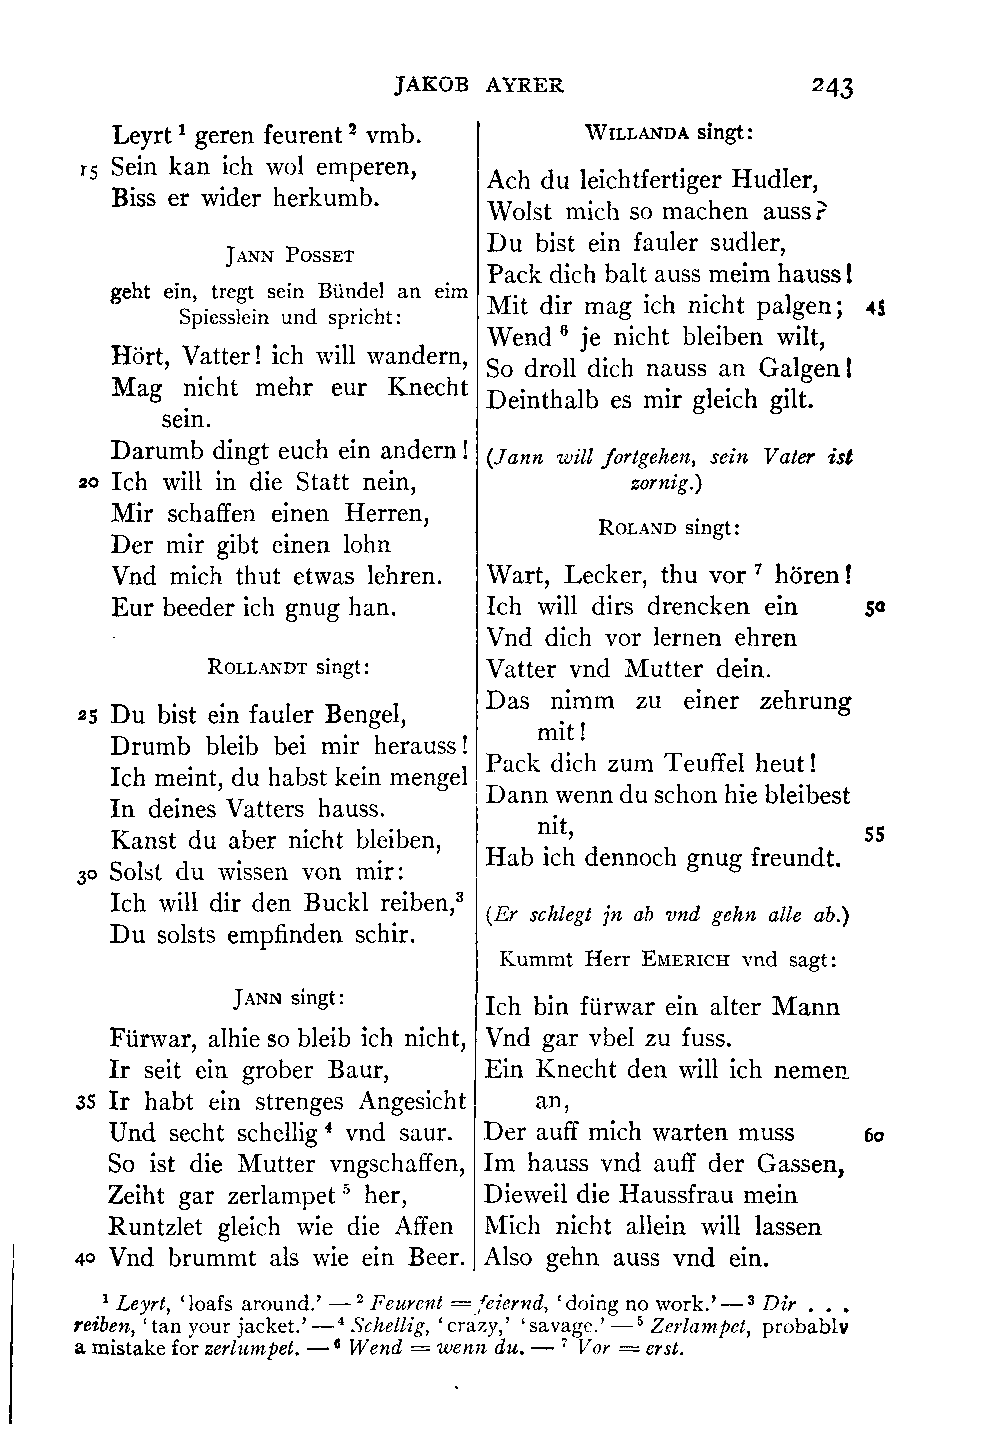 JAKOB AYRER 243
Leyrt¹ geren feurent² vmb.
15 Sein kan ich wol emperen,
Biss er wider herkumb.
JANN POSSET
geht ein, tregt sein Bündel an eim
Spiesslein und spricht:
Hört, Vatter! ich will wandern,
Mag nicht mehr eur Knecht
sein.
Darumb dingt euch ein andern!
20 Ich will in die Statt nein,
Mir schaffen einen Herren,
Der mir gibt einen lohn
Vnd mich thut etwas lehren.
Eur beeder ich gnug han.
ROLLANDT singt:
25 Du bist ein fauler Bengel,
Drumb bleib bei mir herauss!
Ich meint, du habst kein mengel
In deines Vatters hauss.
Kanst du aber nicht bleiben,
30 Solst du wissen von mir:
Ich will dir den Buckl reiben,³
Du solsts empfinden schir.
JANN singt:
Fürwar, alhie so bleib ich nicht,
Ir seit ein grober Baur,
35 Ir habt ein strenges Angesicht
Und secht schellig⁴ vnd saur.
So ist die Mutter vngschaffen,
Zeiht gar zerlampet⁵ her,
Runtzlet gleich wie die Affen
40 Vnd brummt als wie ein Beer.
WILLANDA singt:
Ach du leichtfertiger Hudler,
Wolst mich so machen auss?
Du bist ein fauler sudler,
Pack dich balt auss meim hauss!
Mit dir mag ich nicht palgen; 45
Wend⁶ je nicht bleiben wilt,
So droll dich nauss an Galgen!
Deinthalb es mir gleich gilt.
(Jann will fortgehen, sein Vater ist
zornig.)
ROLAND singt:
Wart, Lecker, thu vor⁷ hören!
Ich will dirs drencken ein 50
Vnd dich vor lernen ehren
Vatter vnd Mutter dein.
Das nimm zu einer zehrung
mit!
Pack dich zum Teuffel heut!
Dann wenn du schon hie bleibest
nit, 55
Hab ich dennoch gnug freundt.
(Er schlegt jn ab vnd gehn alle ab.)
Kummt Herr EMERICH vnd sagt:
Ich bin fürwar ein alter Mann
Vnd gar vbel zu fuss.
Ein Knecht den will ich nemen
an,
Der auff mich warten muss 60
Im hauss vnd auff der Gassen,
Dieweil die Haussfrau mein
Mich nicht allein will lassen
Also gehn auss vnd ein.
¹ Leyrt, ‘loafs around.’ — ² Feurent = feiernd, ‘doing no work.’ — ³ Dir . . .
reiben, ‘tan your jacket.’ — ⁴ Schellig, ‘crazy,’ ‘savage.’ — ⁵ Zerlampet, probably
a mistake for zerlumpet. — ⁶ Wend = wenn du. — ⁷ Vor = erst.